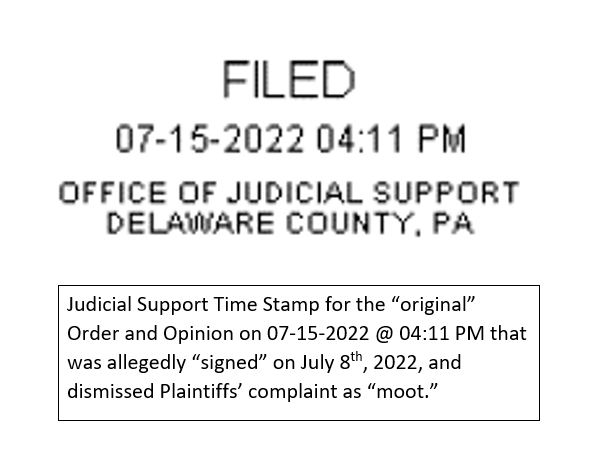 FILED
07-15-2022 04:11 PM
OFFICE OF JUDICIAL SUPPORT
DELAWARE COUNTY, PA
Judicial Support Time Stamp for the “original”
Order and Opinion on 07-15-2022 @ 04:11 PM that
was allegedly “signed” on July 8th, 2022, and
dismissed Plaintiffs’ complaint as “moot.”